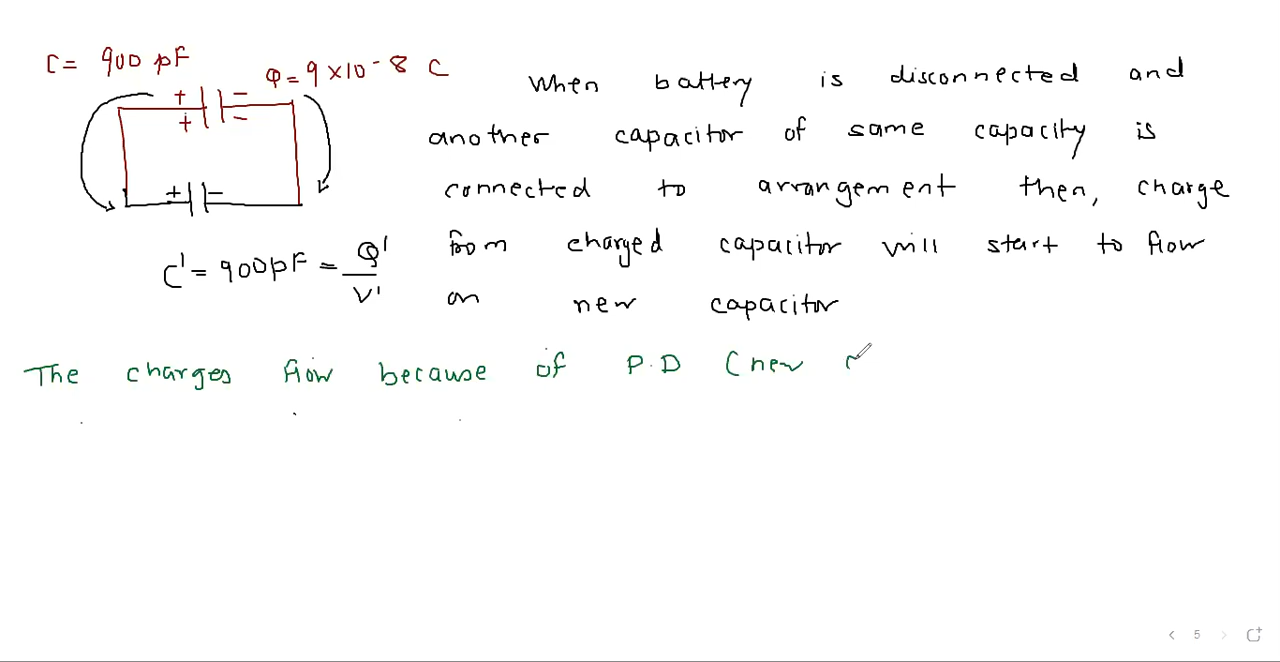 C = 900 pF
Q = 9 × 10⁻⁸ C
+ −
+ −
+ −
C' = 900pF = Q'/V'
When battery is disconnected and
another capacitor of same capacity is
connected to arrangement then, charge
from charged capacitor will start to flow
on new capacitor
The charges flow because of P.D (new
5